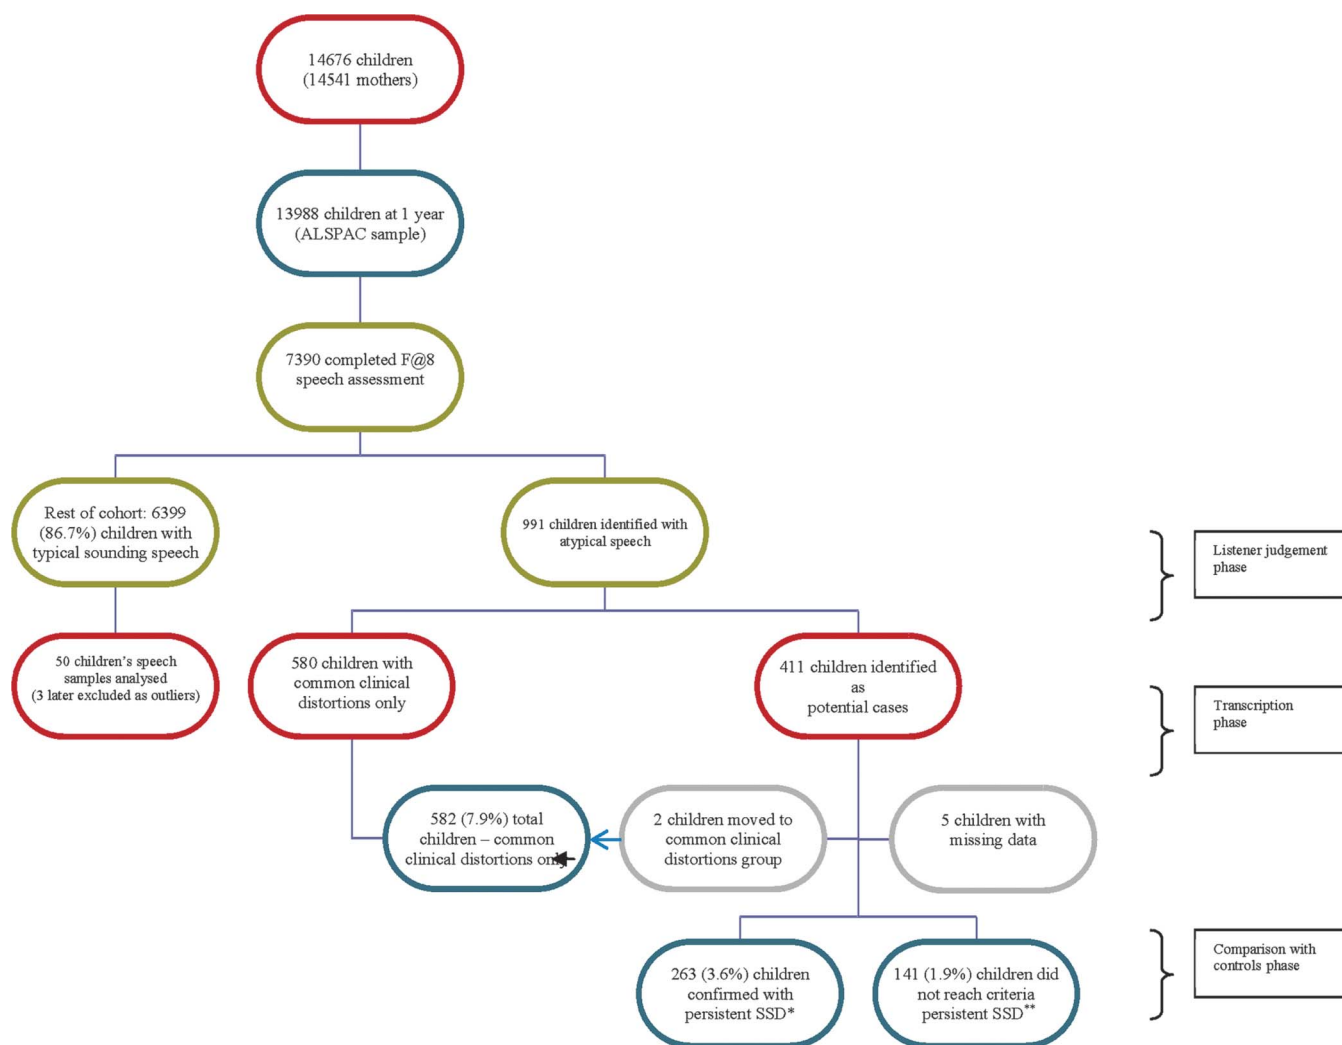 14676 children
(14541 mothers)
13988 children at 1 year
(ALSPAC sample)
7390 completed F@8
speech assessment
Rest of cohort: 6399
(86.7%) children with
typical sounding speech
991 children identified with
atypical speech
Listener judgement
phase
50 children’s speech
samples analysed
(3 later excluded as outliers)
580 children with
common clinical
distortions only
411 children identified
as
potential cases
Transcription
phase
582 (7.9%) total
children – common
clinical distortions only
2 children moved to
common clinical
distortions group
5 children with
missing data
263 (3.6%) children
confirmed with
persistent SSD*
141 (1.9%) children did
not reach criteria
persistent SSD**
Comparison with
controls phase